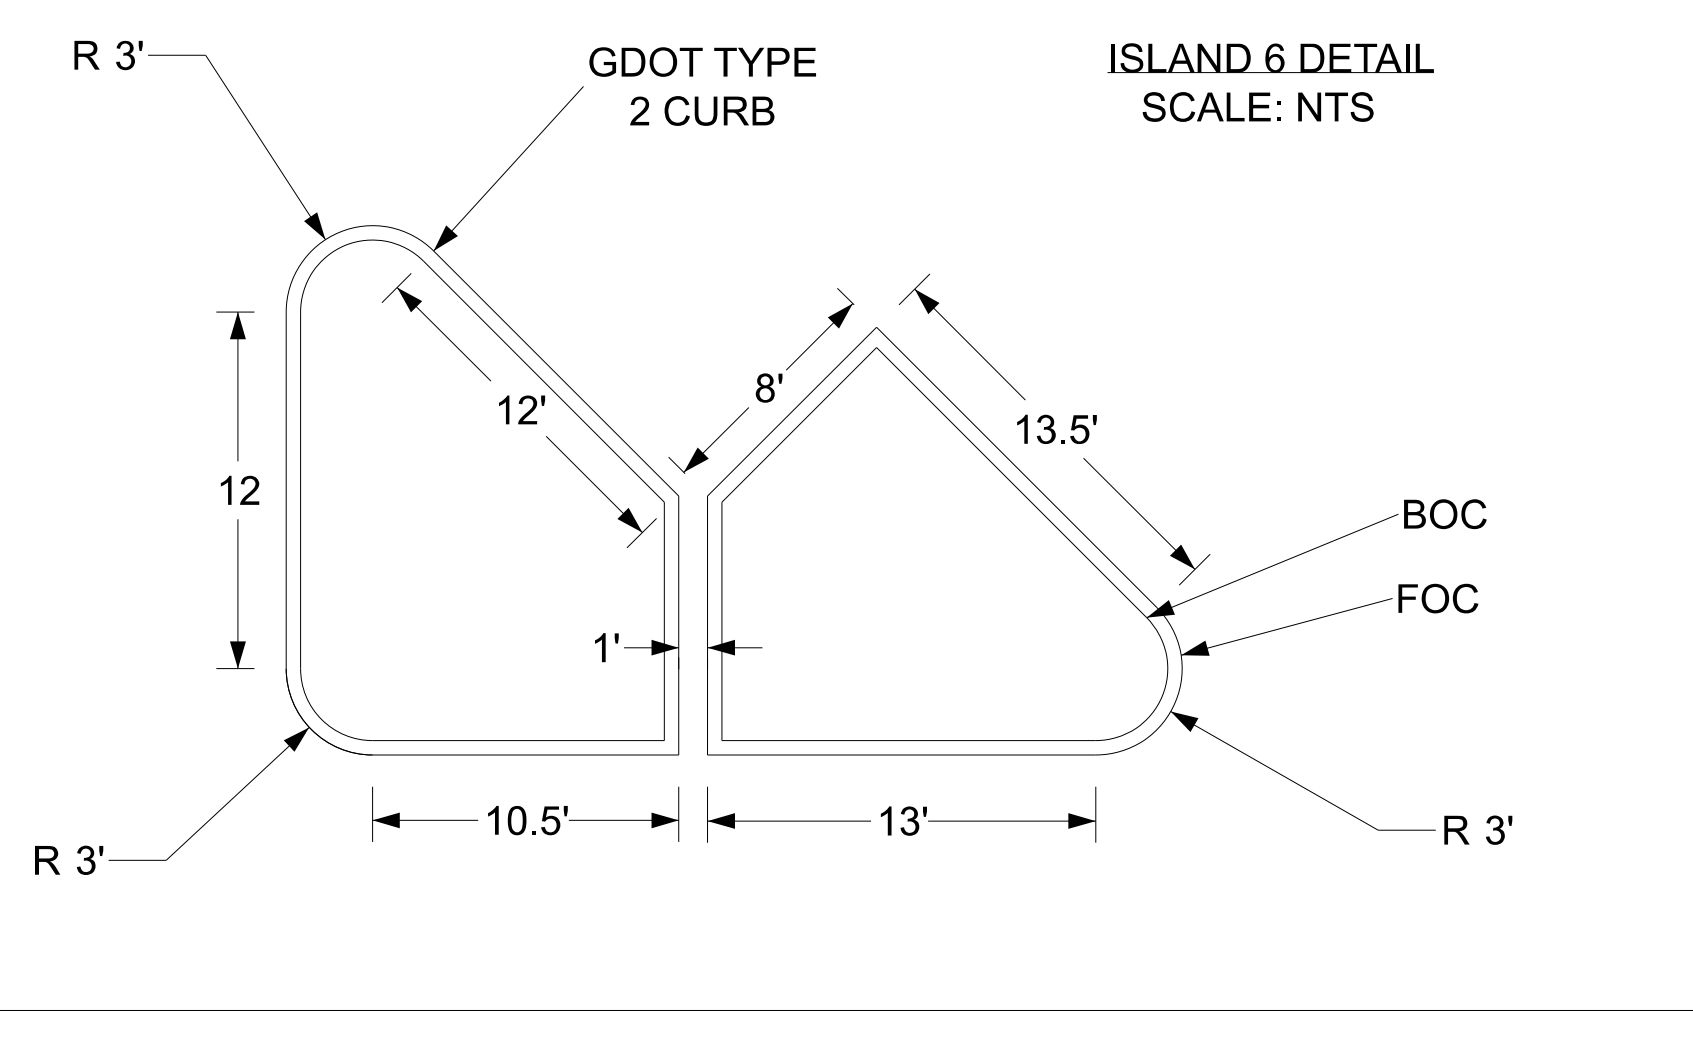 R 3'
GDOT TYPE
2 CURB
ISLAND 6 DETAIL
SCALE: NTS
12'
8'
13.5'
12
BOC
FOC
1'
10.5'
13'
R 3'
R 3'